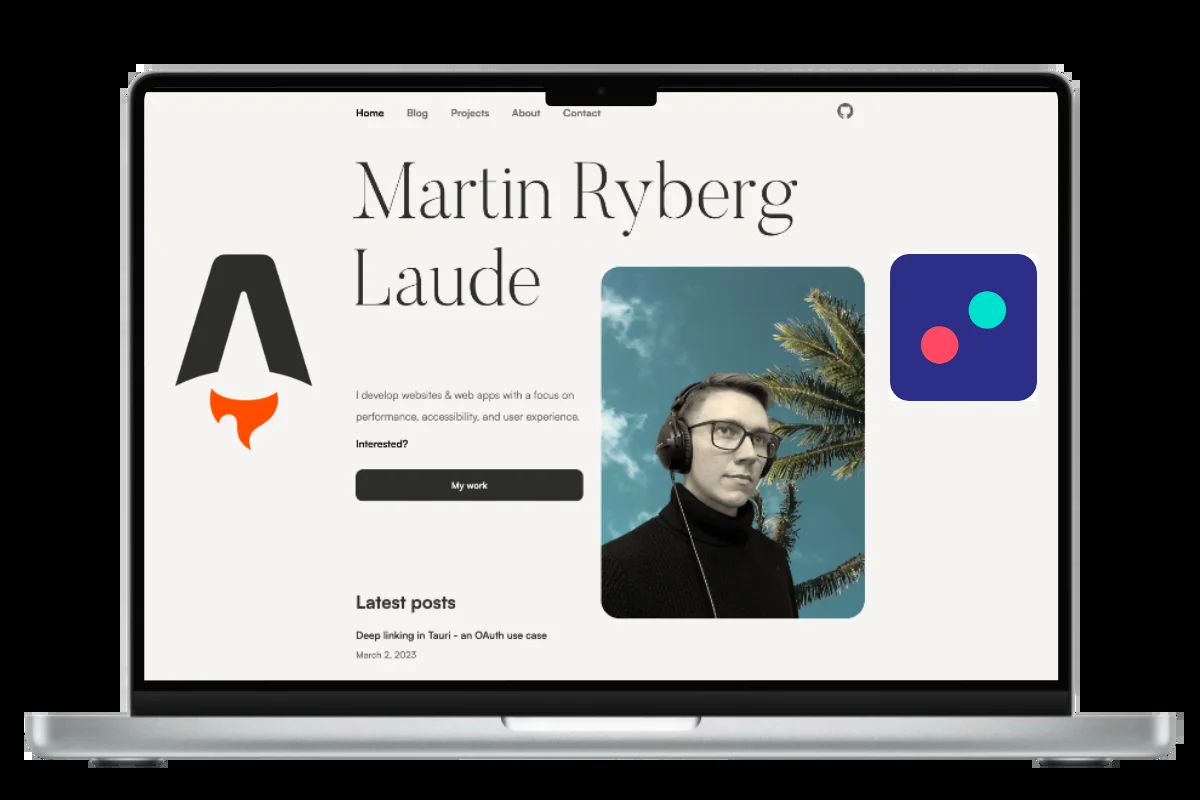 Home Blog Projects About Contact
Martin Ryberg
Laude
I develop websites & web apps with a focus on
performance, accessibility, and user experience.
Interested?
My work
Latest posts
Deep linking in Tauri - an OAuth use case
March 2, 2023